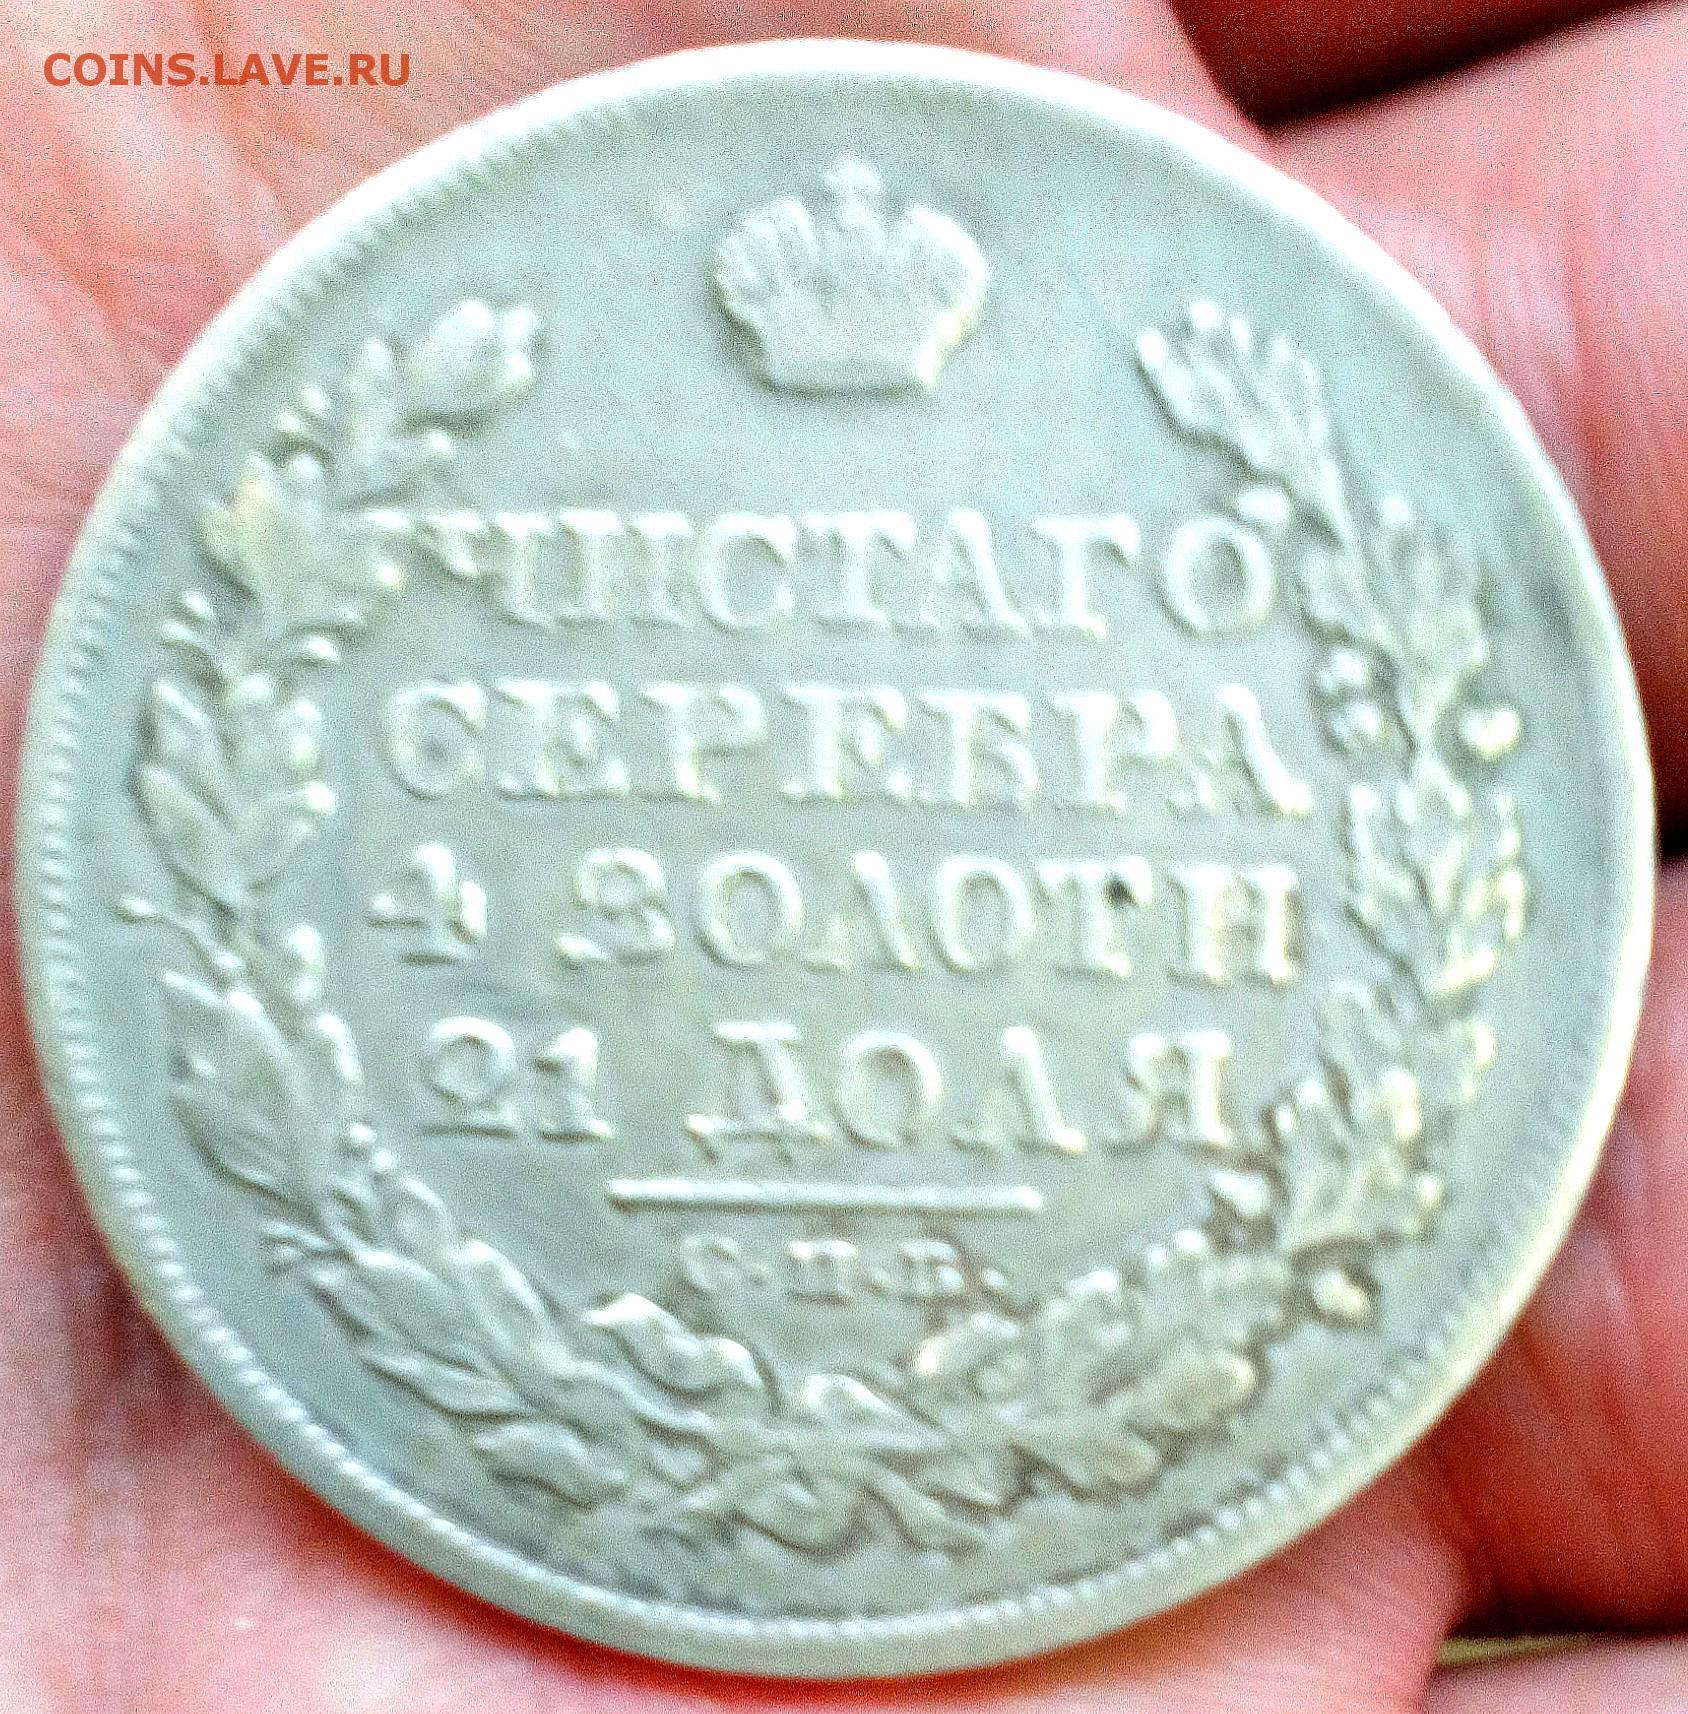 COINS.LAVE.RU
ЧИСТАГО
СЕРЕБРА
4 ЗОЛОТН
21 ДОЛЯ
С.П.Б.